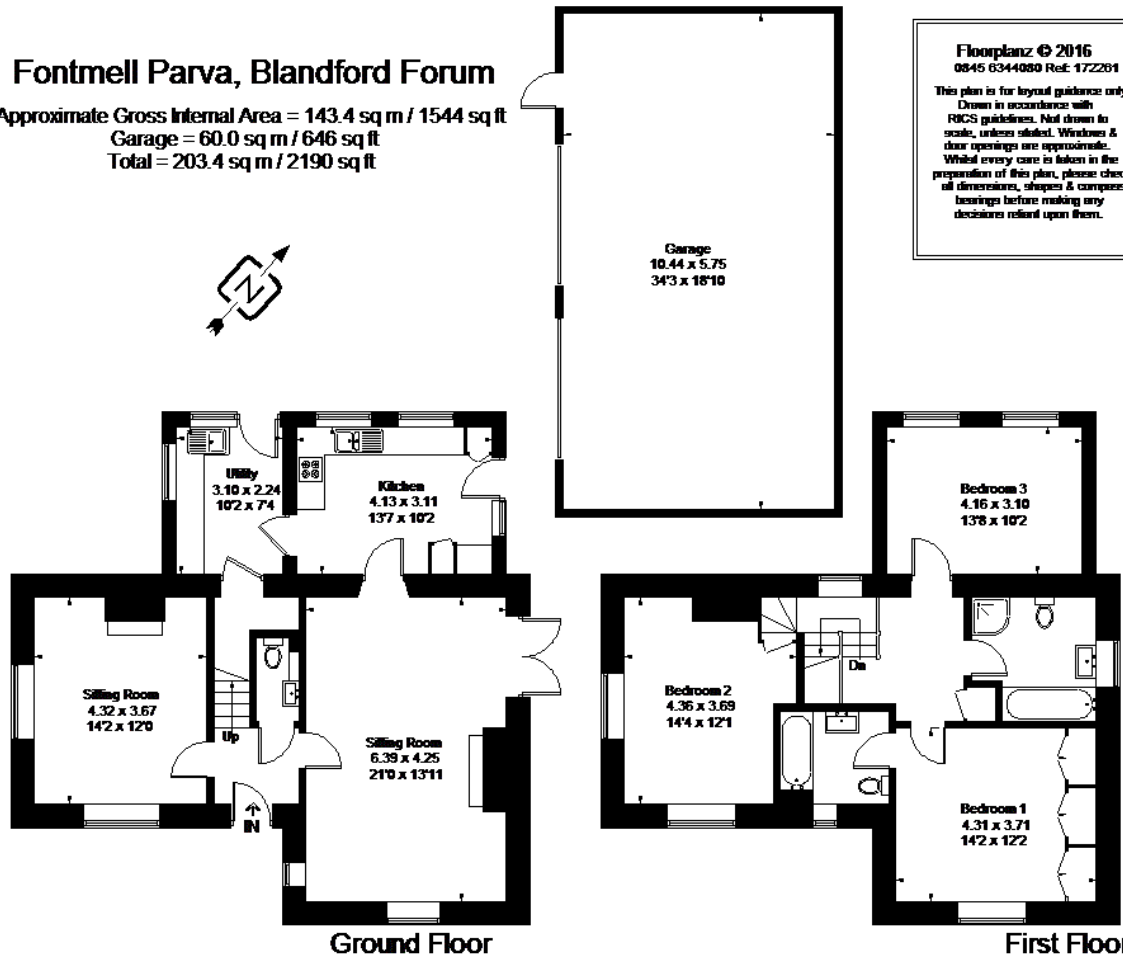 Fontmell Parva, Blandford Forum
Approximate Gross Internal Area = 143.4 sq m / 1544 sq ft
Garage = 60.0 sq m / 646 sq ft
Total = 203.4 sq m / 2190 sq ft
Floorplanz © 2016
0845 6344080 Ref: 172261
This plan is for layout guidance only.
Drawn in accordance with
RICS guidelines. Not drawn to
scale, unless stated. Windows &
door openings are approximate.
Whilst every care is taken in the
preparation of this plan, please check
all dimensions, shapes & compass
bearings before making any
decisions reliant upon them.
N
Garage
10.44 x 5.75
34'3 x 18'10
Utility
3.10 x 2.24
10'2 x 7'4
Kitchen
4.13 x 3.11
13'7 x 10'2
Sitting Room
4.32 x 3.67
14'2 x 12'0
Up
Sitting Room
6.39 x 4.25
21'0 x 13'11
IN
Ground Floor
Bedroom 3
4.16 x 3.10
13'8 x 10'2
Dn
Bedroom 2
4.36 x 3.69
14'4 x 12'1
Bedroom 1
4.31 x 3.71
14'2 x 12'2
First Floor